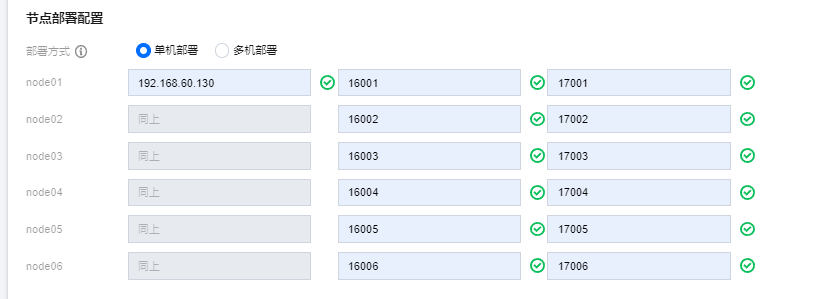 节点部署配置
部署方式 单机部署 多机部署
node01 192.168.60.130 16001 17001
node02 同上 16002 17002
node03 同上 16003 17003
node04 同上 16004 17004
node05 同上 16005 17005
node06 同上 16006 17006